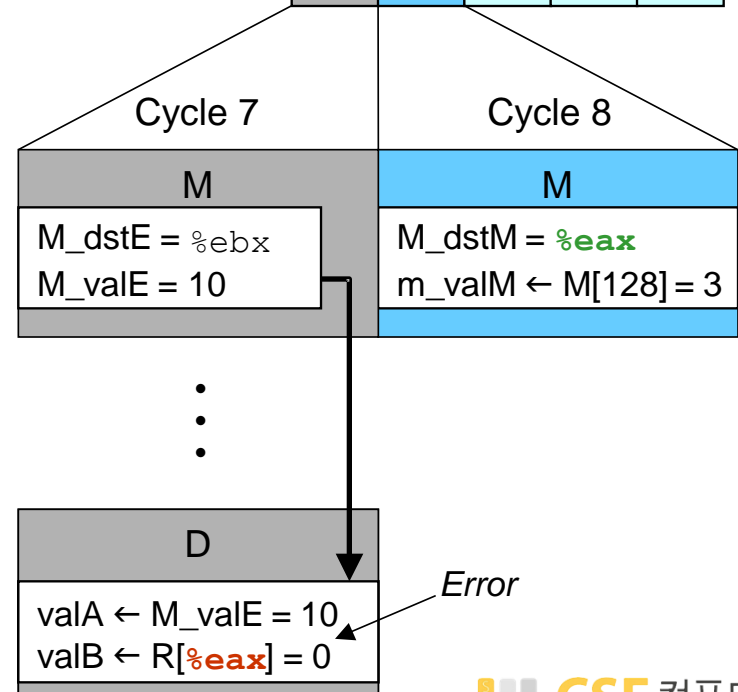 Cycle 7
Cycle 8
M
M_dstE = %ebx
M_valE = 10
M
M_dstM = %eax
m_valM ← M[128] = 3
D
valA ← M_valE = 10
valB ← R[%eax] = 0
Error
CSE